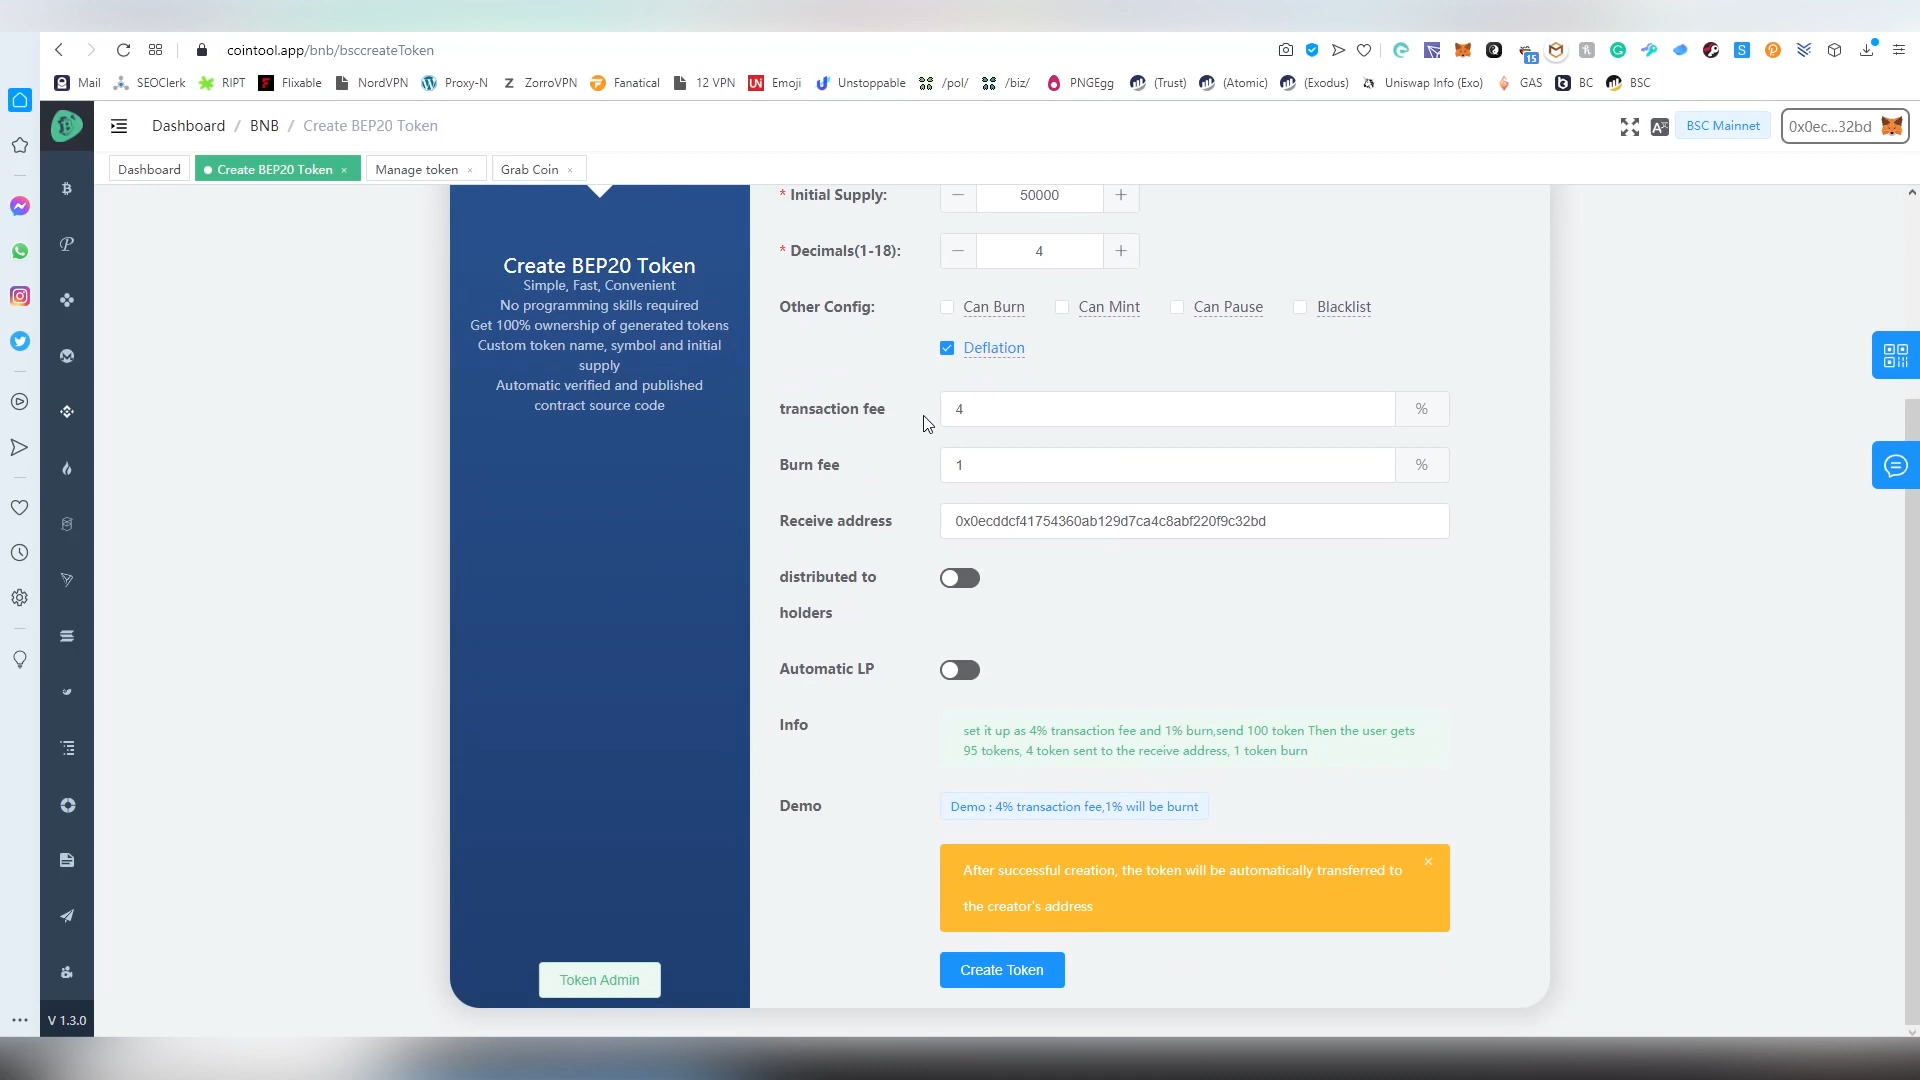 cointool.app/bnb/bsccreateToken
15
Mail SEOClerk RIPT Flixable NordVPN Proxy-N ZorroVPN Fanatical 12 VPN Emoji Unstoppable /pol/ /biz/ PNGEgg (Trust) (Atomic) (Exodus) Uniswap Info (Exo) GAS BC BSC
Dashboard / BNB / Create BEP20 Token
BSC Mainnet
0x0ec...32bd
Dashboard
Create BEP20 Token ×
Manage token ×
Grab Coin ×
Create BEP20 Token
Simple, Fast, Convenient
No programming skills required
Get 100% ownership of generated tokens
Custom token name, symbol and initial
supply
Automatic verified and published
contract source code
Token Admin
* Initial Supply: − 50000 +
* Decimals(1-18): − 4 +
Other Config: Can Burn Can Mint Can Pause Blacklist
Deflation
transaction fee 4 %
Burn fee 1 %
Receive address 0x0ecddcf41754360ab129d7ca4c8abf220f9c32bd
distributed to
holders
Automatic LP
Info
set it up as 4% transaction fee and 1% burn,send 100 token Then the user gets
95 tokens, 4 token sent to the receive address, 1 token burn
Demo
Demo : 4% transaction fee,1% will be burnt
After successful creation, the token will be automatically transferred to
the creator's address
×
Create Token
V 1.3.0